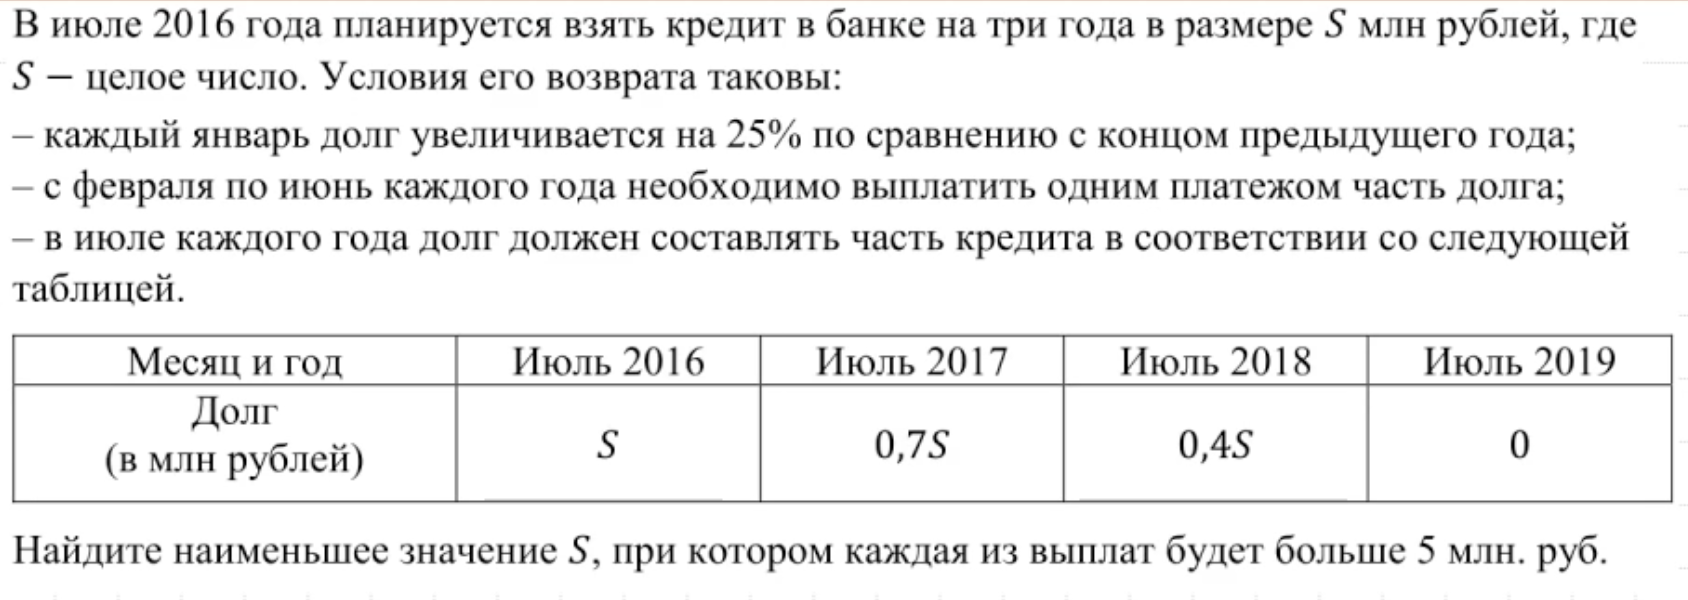 В июле 2016 года планируется взять кредит в банке на три года в размере S млн рублей, где
S − целое число. Условия его возврата таковы:
– каждый январь долг увеличивается на 25% по сравнению с концом предыдущего года;
– с февраля по июнь каждого года необходимо выплатить одним платежом часть долга;
– в июле каждого года долг должен составлять часть кредита в соответствии со следующей
таблицей.
Месяц и год Июль 2016 Июль 2017 Июль 2018 Июль 2019
Долг
(в млн рублей) S 0,7S 0,4S 0
Найдите наименьшее значение S, при котором каждая из выплат будет больше 5 млн. руб.